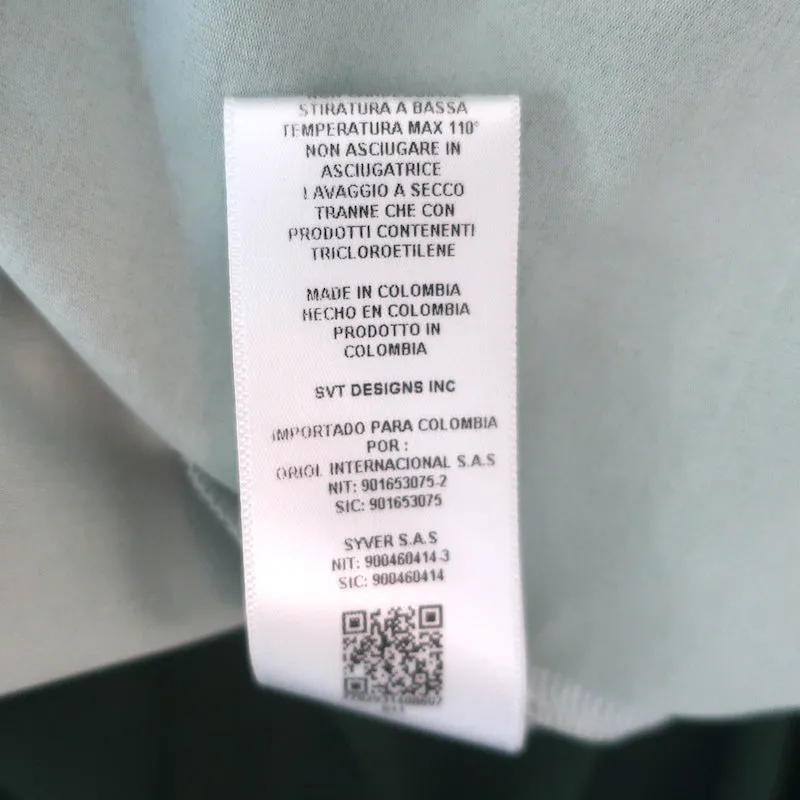 STIRATURA A BASSA
TEMPERATURA MAX 110°
NON ASCIUGARE IN
ASCIUGATRICE
LAVAGGIO A SECCO
TRANNE CHE CON
PRODOTTI CONTENENTI
TRICLOROETILENE
MADE IN COLOMBIA
HECHO EN COLOMBIA
PRODOTTO IN
COLOMBIA
SVT DESIGNS INC
IMPORTADO PARA COLOMBIA
POR :
ORIOL INTERNACIONAL S.A.S
NIT: 901653075-2
SIC: 901653075
SYVER S.A.S
NIT: 900460414-3
SIC: 900460414